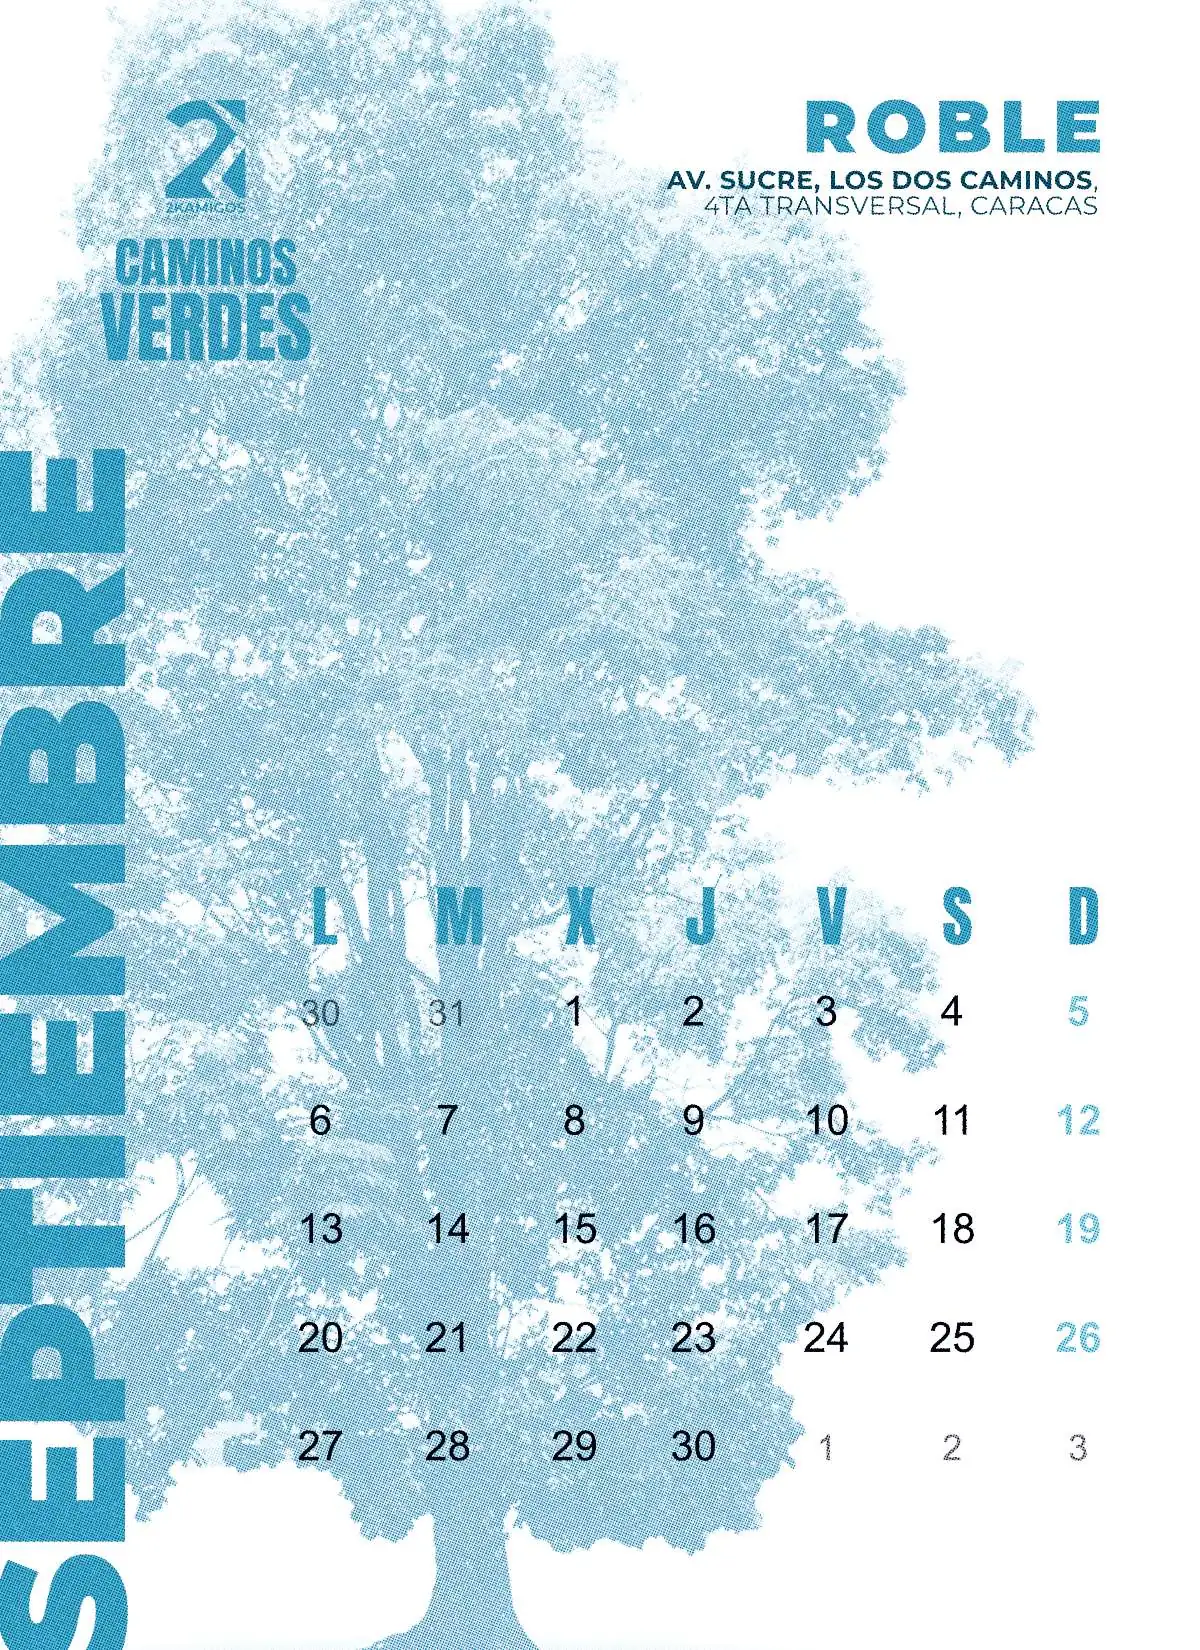 2KAMIGOS
CAMINOS
VERDES
ROBLE
AV. SUCRE, LOS DOS CAMINOS,
4TA TRANSVERSAL, CARACAS
SEPTIEMBRE
L M X J V S D
30 31 1 2 3 4 5
6 7 8 9 10 11 12
13 14 15 16 17 18 19
20 21 22 23 24 25 26
27 28 29 30 1 2 3